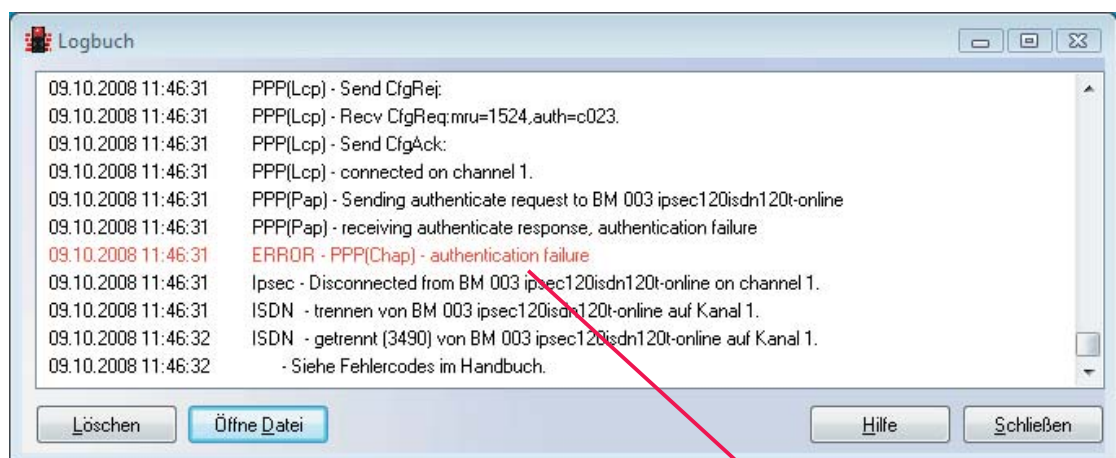 Logbuch
09.10.2008 11:46:31 PPP(Lcp) - Send CfgRej:
09.10.2008 11:46:31 PPP(Lcp) - Recv CfgReq:mru=1524,auth=c023.
09.10.2008 11:46:31 PPP(Lcp) - Send CfgAck:
09.10.2008 11:46:31 PPP(Lcp) - connected on channel 1.
09.10.2008 11:46:31 PPP(Pap) - Sending authenticate request to BM 003 ipsec120isdn120t-online
09.10.2008 11:46:31 PPP(Pap) - receiving authenticate response, authentication failure
09.10.2008 11:46:31 ERROR - PPP(Chap) - authentication failure
09.10.2008 11:46:31 Ipsec - Disconnected from BM 003 ipsec120isdn120t-online on channel 1.
09.10.2008 11:46:31 ISDN - trennen von BM 003 ipsec120isdn120t-online auf Kanal 1.
09.10.2008 11:46:32 ISDN - getrennt (3490) von BM 003 ipsec120isdn120t-online auf Kanal 1.
09.10.2008 11:46:32 - Siehe Fehlercodes im Handbuch.
Löschen Öffne Datei Hilfe Schließen